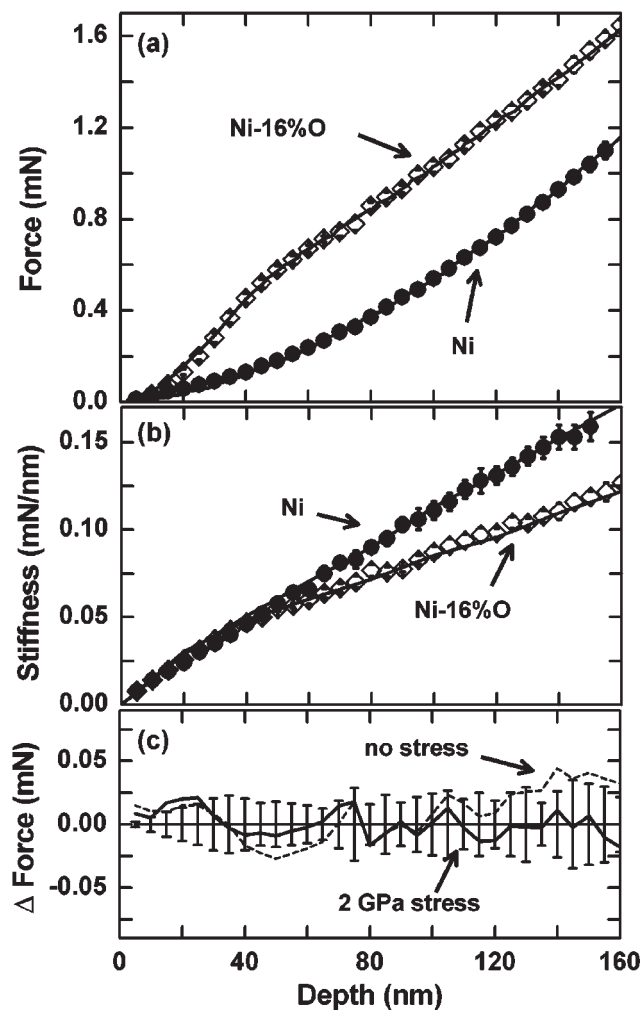 (a)
1.6
1.2
0.8
0.4
0.0
Force (mN)
Ni-16%O
Ni
(b)
0.15
0.10
0.05
0.00
Stiffness (mN/nm)
Ni
Ni-16%O
(c)
0.05
0.00
-0.05
Δ Force (mN)
no stress
2 GPa stress
0 40 80 120 160
Depth (nm)